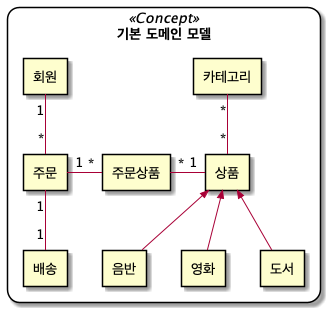 «Concept»
기본 도메인 모델
회원
카테고리
1
*
*
*
주문
1
*
주문상품
*
1
상품
1
1
배송
음반
영화
도서